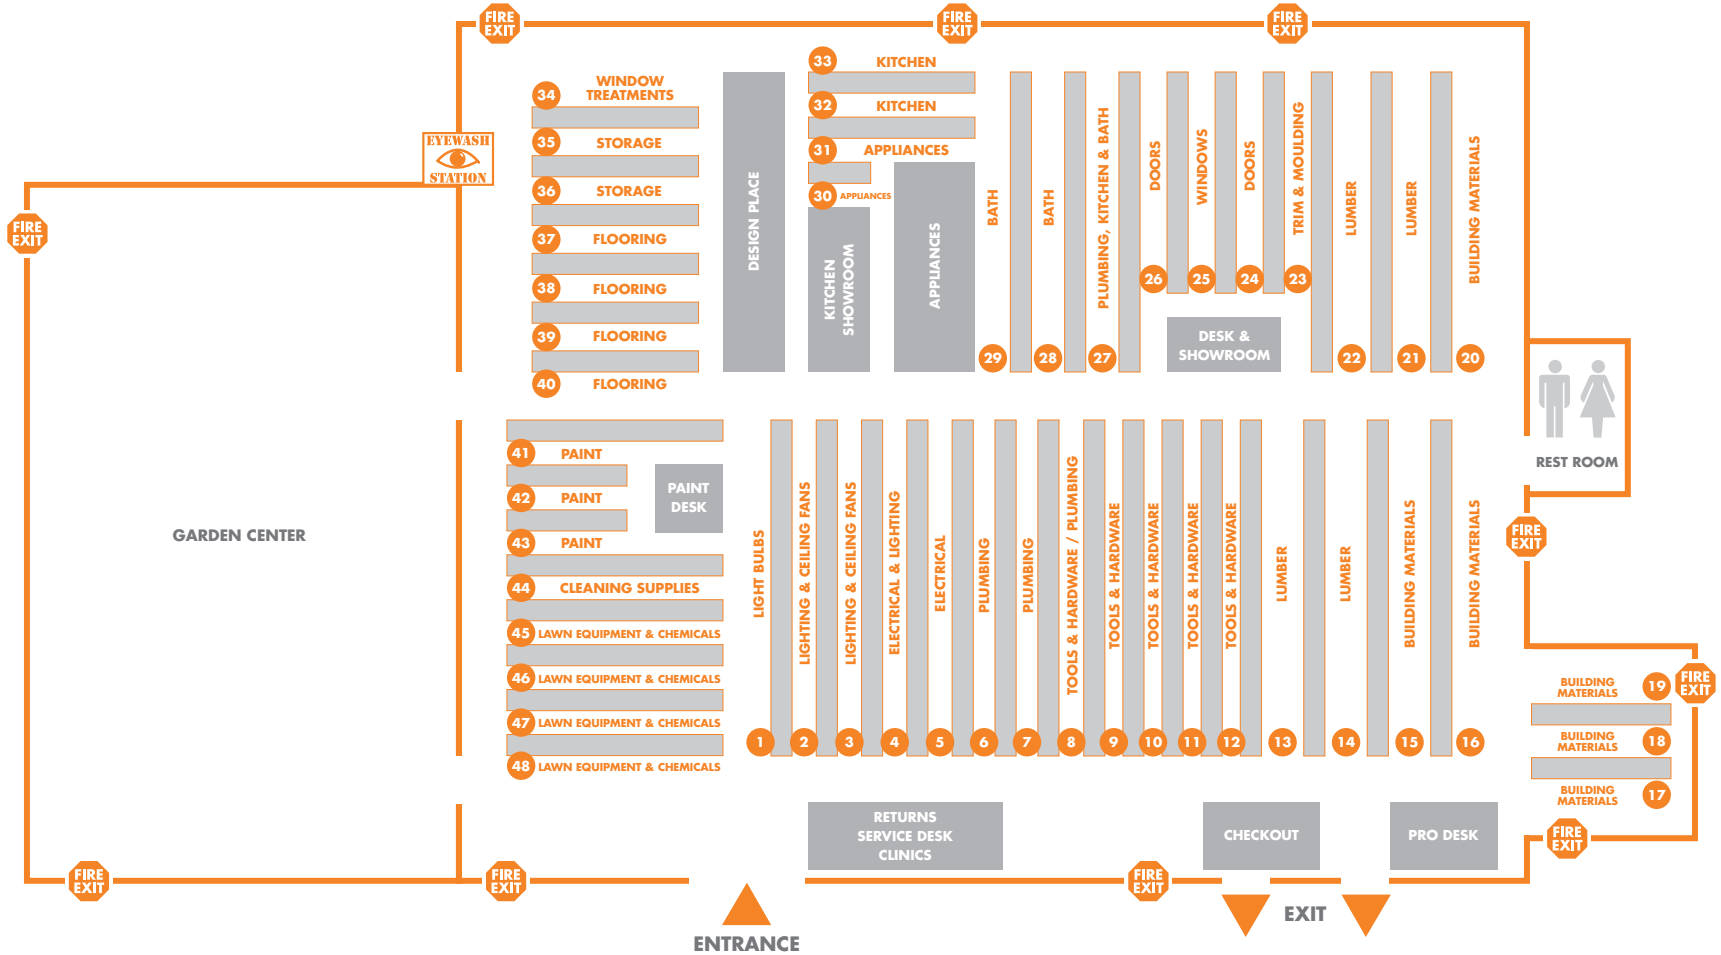 FIRE
EXIT
FIRE
EXIT
FIRE
EXIT
EYEWASH
STATION
FIRE
EXIT
34
WINDOW
TREATMENTS
35
STORAGE
36
STORAGE
37
FLOORING
38
FLOORING
39
FLOORING
40
FLOORING
DESIGN PLACE
33
KITCHEN
32
KITCHEN
31
APPLIANCES
30
APPLIANCES
KITCHEN
SHOWROOM
APPLIANCES
BATH
29
BATH
28
PLUMBING, KITCHEN & BATH
27
DOORS
26
WINDOWS
25
DOORS
24
TRIM & MOULDING
23
DESK &
SHOWROOM
LUMBER
22
LUMBER
21
BUILDING MATERIALS
20
REST ROOM
FIRE
EXIT
GARDEN CENTER
41
PAINT
42
PAINT
43
PAINT
PAINT
DESK
44
CLEANING SUPPLIES
45
LAWN EQUIPMENT & CHEMICALS
46
LAWN EQUIPMENT & CHEMICALS
47
LAWN EQUIPMENT & CHEMICALS
48
LAWN EQUIPMENT & CHEMICALS
LIGHT BULBS
1
LIGHTING & CEILING FANS
2
LIGHTING & CEILING FANS
3
ELECTRICAL & LIGHTING
4
ELECTRICAL
5
PLUMBING
6
PLUMBING
7
TOOLS & HARDWARE / PLUMBING
8
TOOLS & HARDWARE
9
TOOLS & HARDWARE
10
TOOLS & HARDWARE
11
TOOLS & HARDWARE
12
LUMBER
13
LUMBER
14
BUILDING MATERIALS
15
BUILDING MATERIALS
16
BUILDING
MATERIALS
19
FIRE
EXIT
BUILDING
MATERIALS
18
BUILDING
MATERIALS
17
FIRE
EXIT
RETURNS
SERVICE DESK
CLINICS
CHECKOUT
PRO DESK
FIRE
EXIT
FIRE
EXIT
FIRE
EXIT
ENTRANCE
EXIT